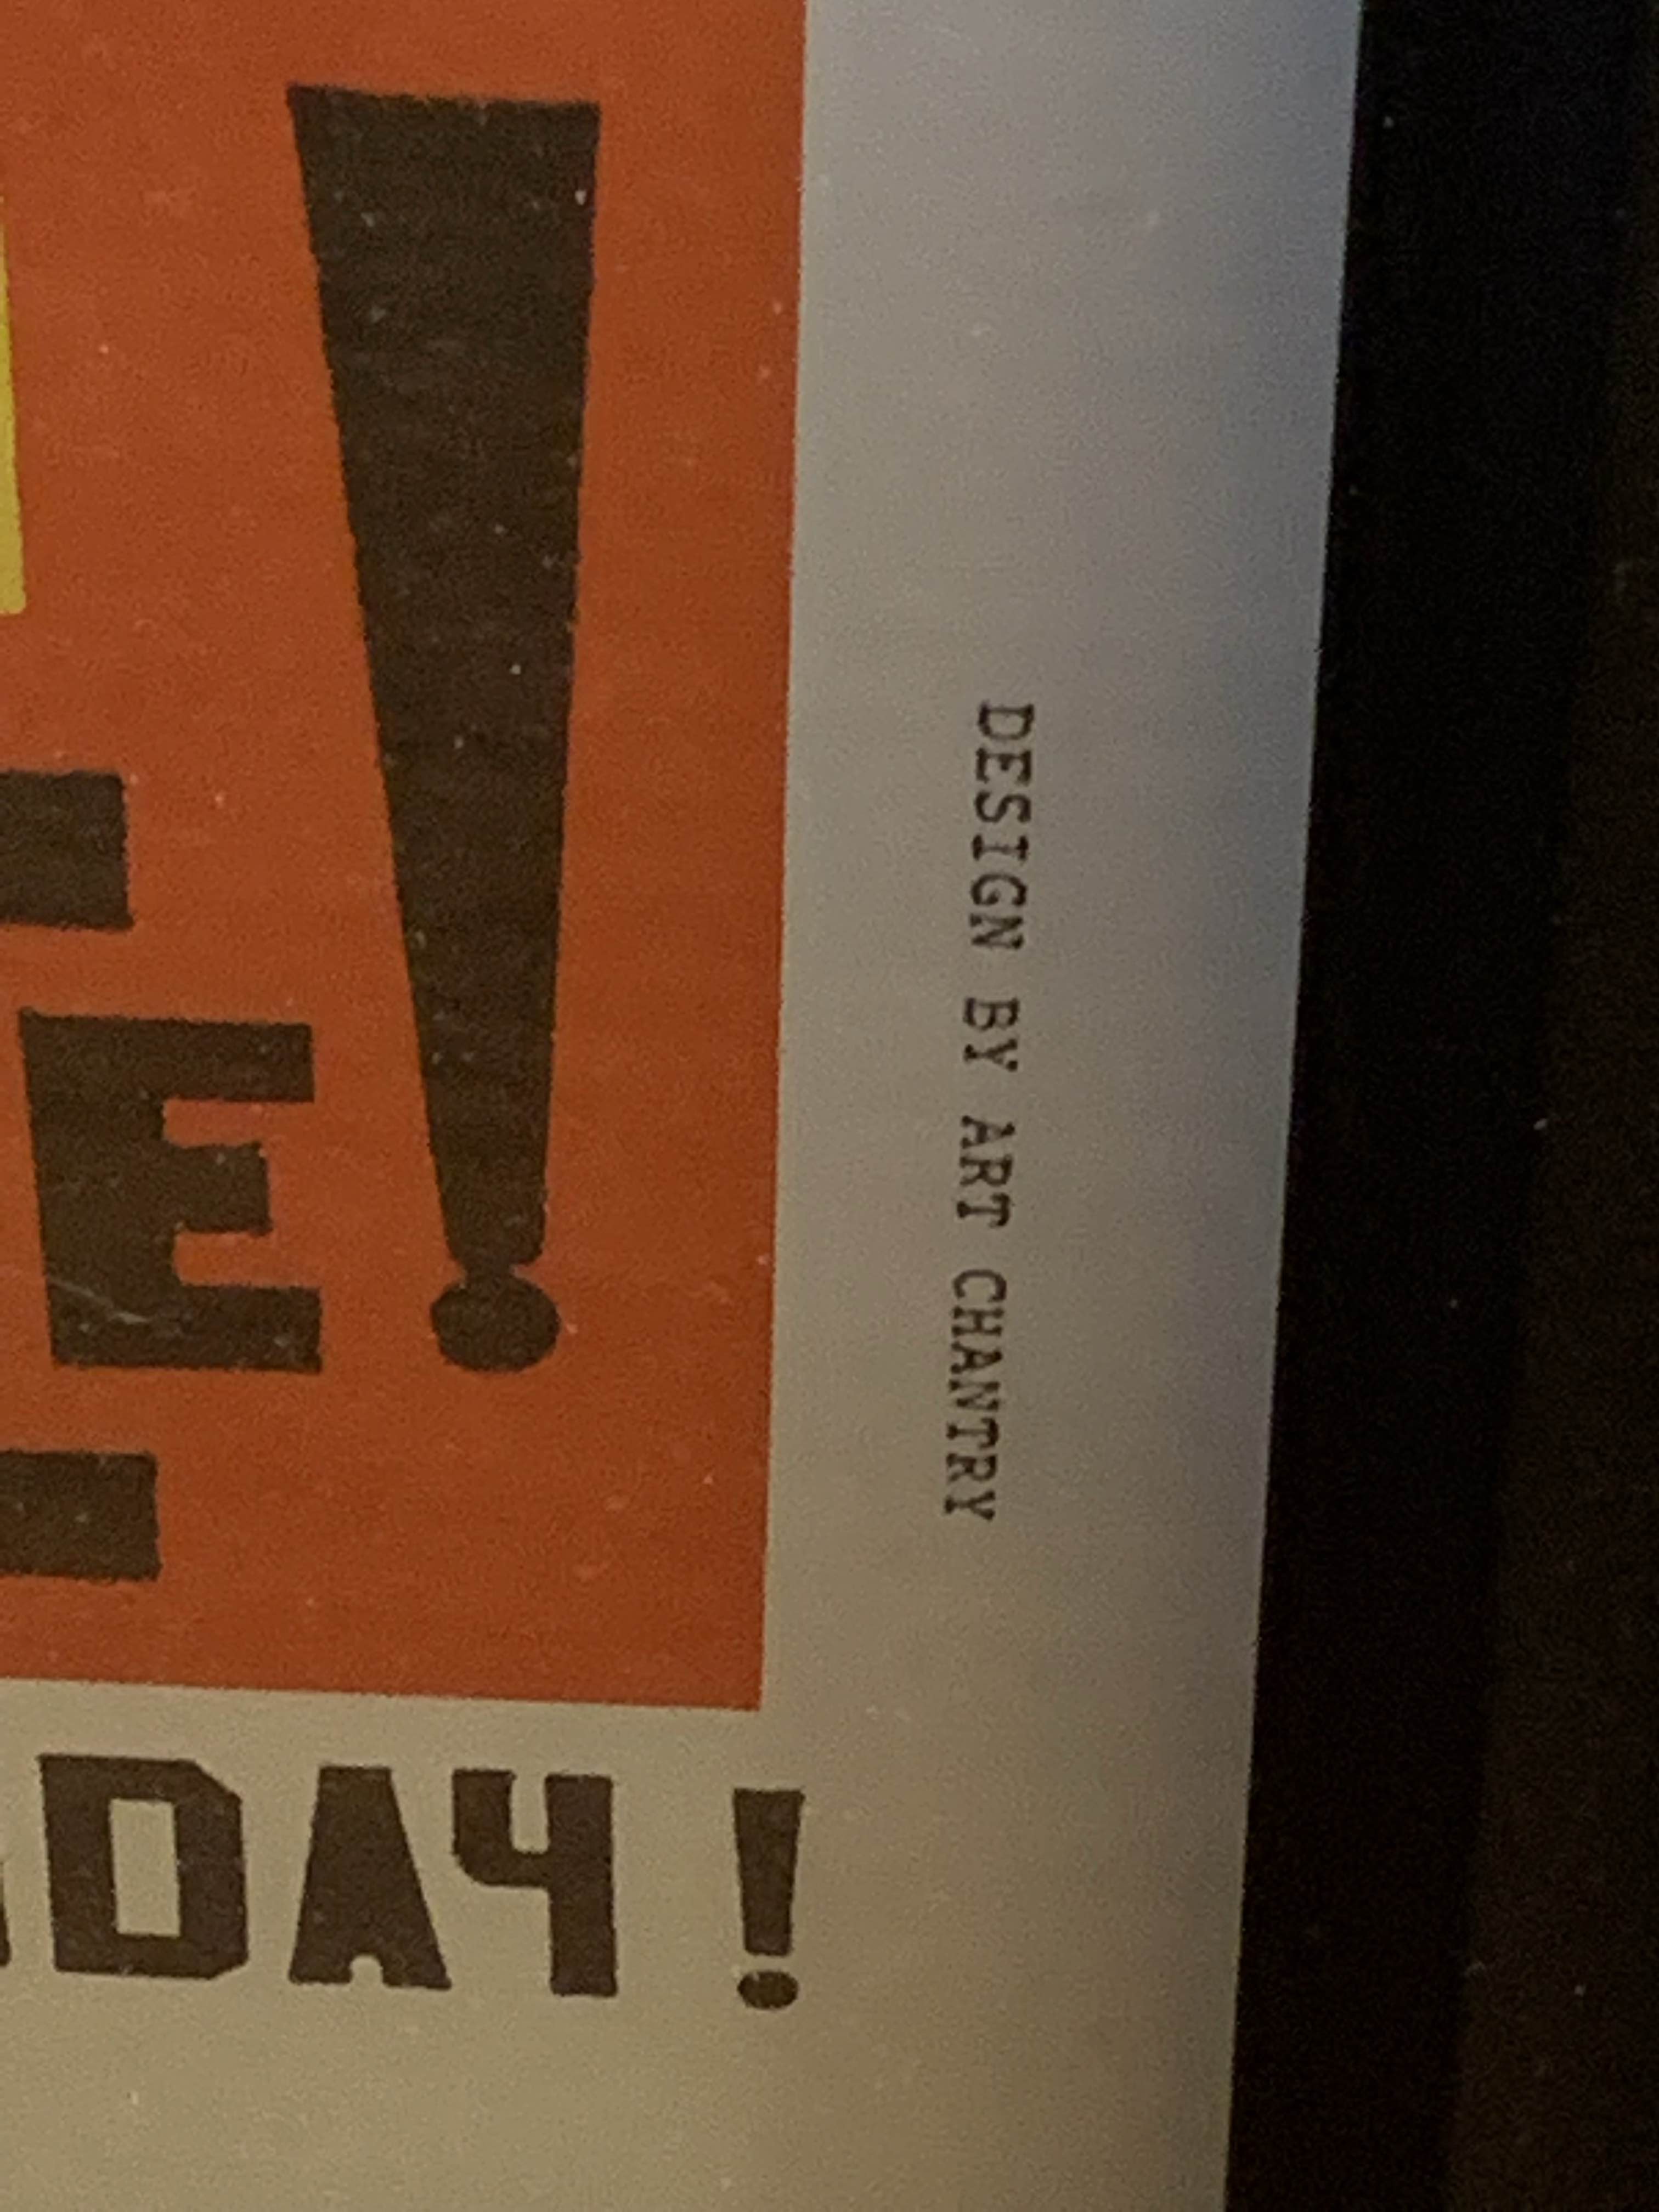 !
E
DAY !
DESIGN BY ART CHANTRY